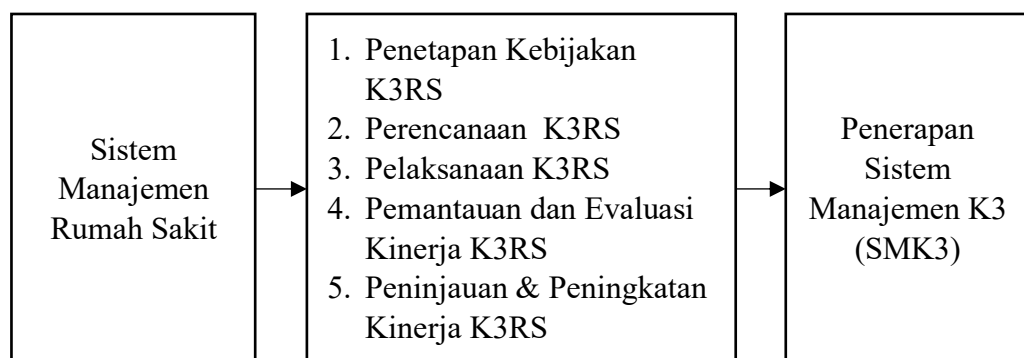 Sistem
Manajemen
Rumah Sakit
1. Penetapan Kebijakan
K3RS
2. Perencanaan K3RS
3. Pelaksanaan K3RS
4. Pemantauan dan Evaluasi
Kinerja K3RS
5. Peninjauan & Peningkatan
Kinerja K3RS
Penerapan
Sistem
Manajemen K3
(SMK3)